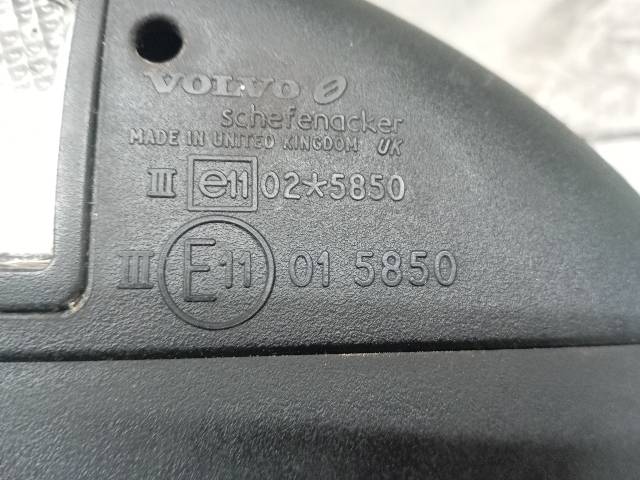 VOLVO
schefenacker
MADE IN UNITED KINGDOM UK
III e11 02*5850
III E11 01 5850